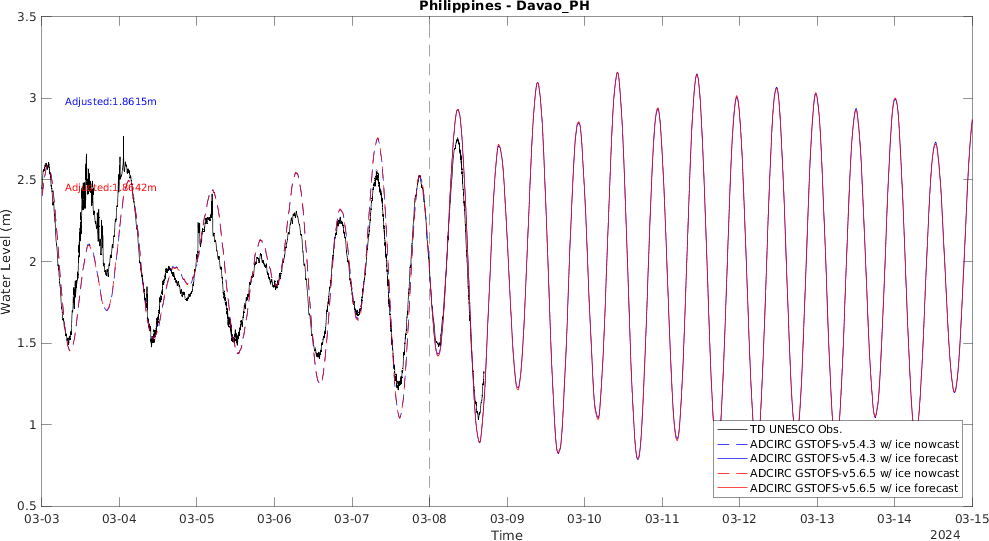 Philippines - Davao_PH
3.5
3
2.5
2
1.5
1
0.5
Water Level (m)
Adjusted:1.8615m
Adjusted:1.8642m
TD UNESCO Obs.
ADCIRC GSTOFS-v5.4.3 w/ ice nowcast
ADCIRC GSTOFS-v5.4.3 w/ ice forecast
ADCIRC GSTOFS-v5.6.5 w/ ice nowcast
ADCIRC GSTOFS-v5.6.5 w/ ice forecast
03-03 03-04 03-05 03-06 03-07 03-08 03-09 03-10 03-11 03-12 03-13 03-14 03-15
Time
2024